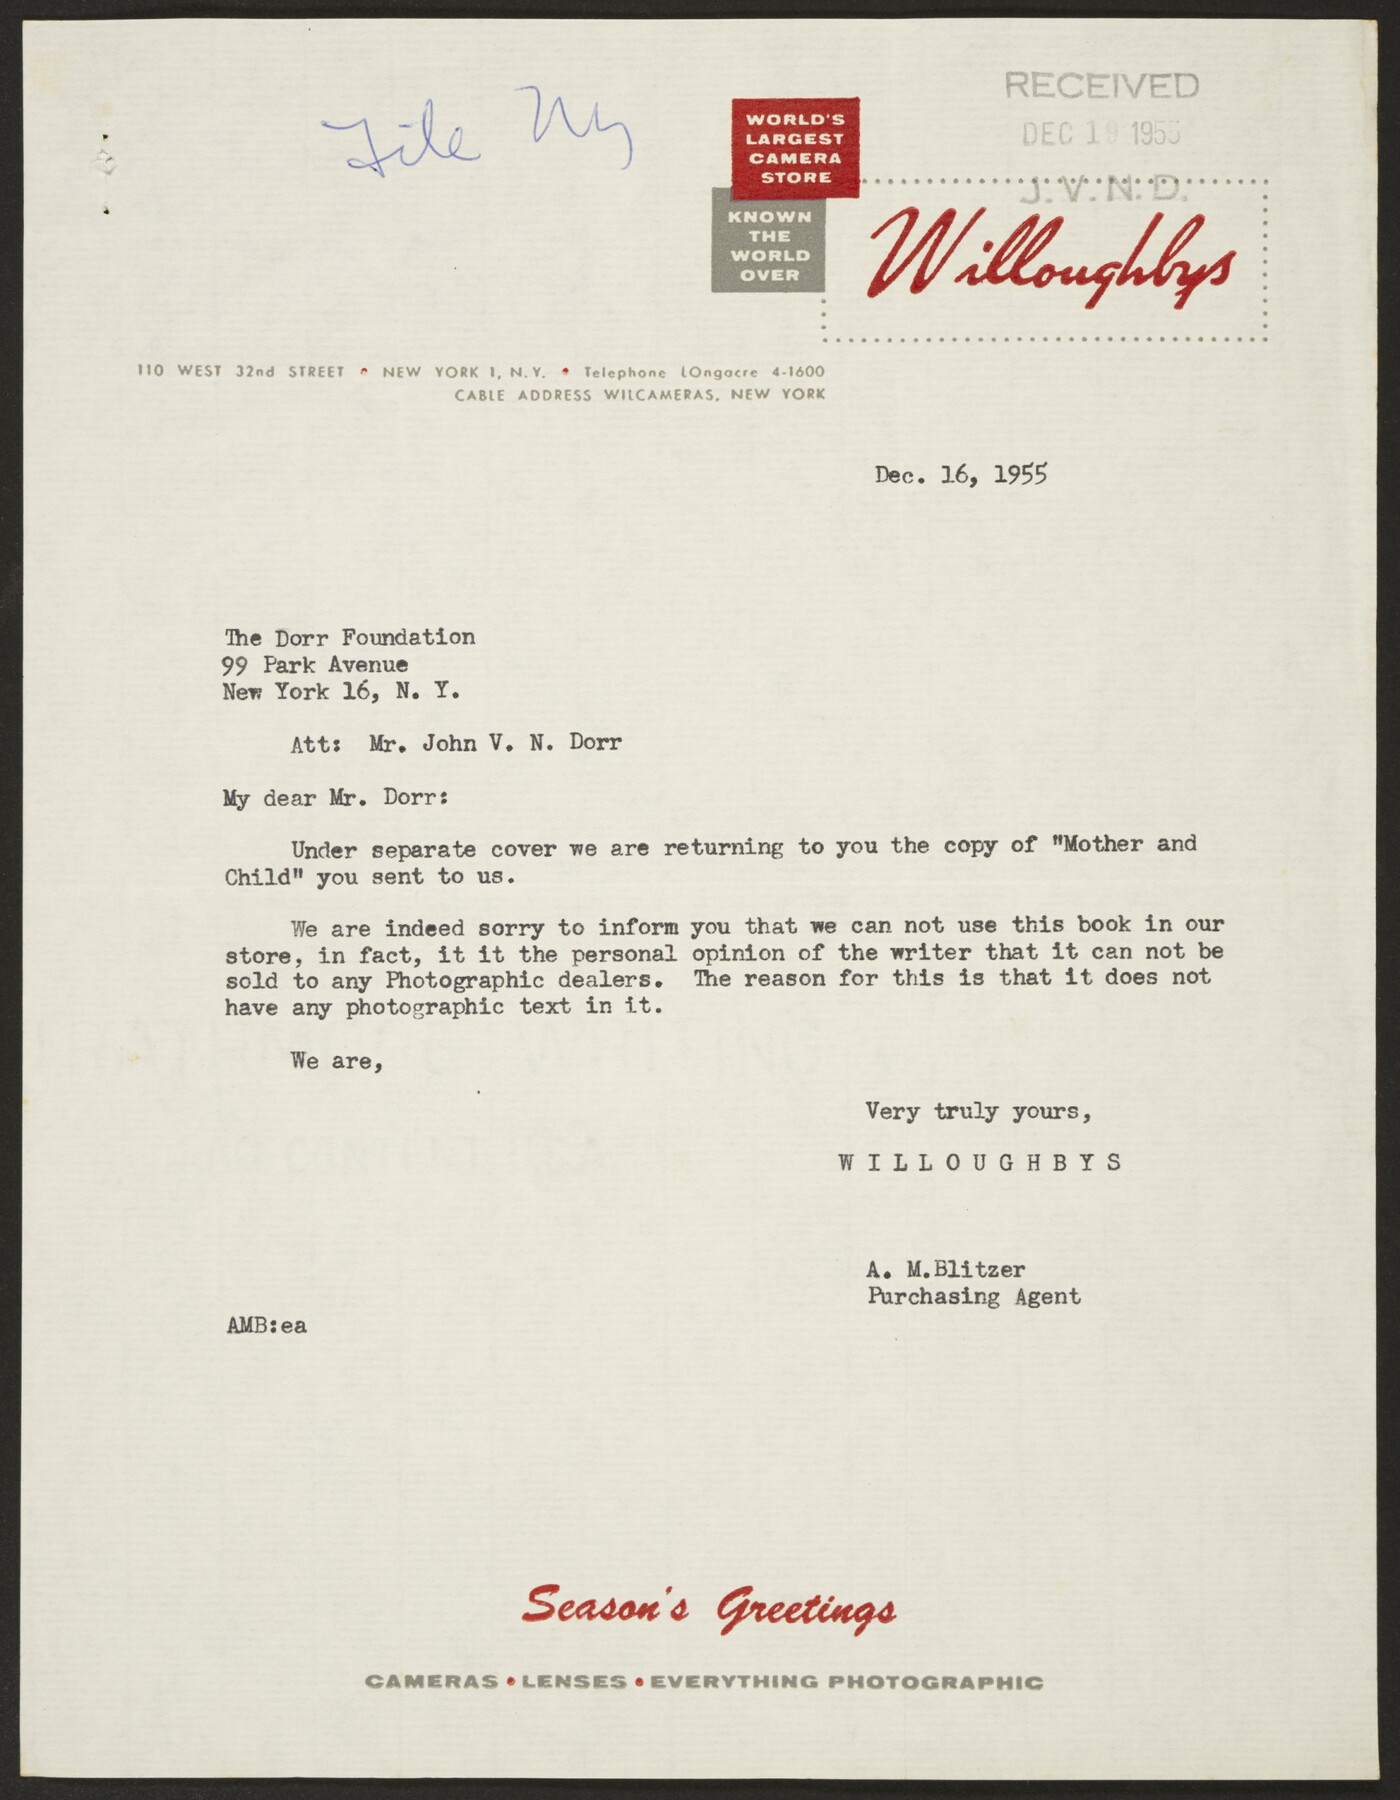 File
RECEIVED
DEC 19 1955
J.V.N.D.
WORLD'S
LARGEST
CAMERA
STORE
KNOWN
THE
WORLD
OVER
Willoughbys
110 WEST 32nd STREET • NEW YORK 1, N.Y. • Telephone LOngacre 4-1600
CABLE ADDRESS WILCAMERAS, NEW YORK
Dec. 16, 1955
The Dorr Foundation
99 Park Avenue
New York 16, N. Y.
Att: Mr. John V. N. Dorr
My dear Mr. Dorr:
Under separate cover we are returning to you the copy of "Mother and
Child" you sent to us.
We are indeed sorry to inform you that we can not use this book in our
store, in fact, it it the personal opinion of the writer that it can not be
sold to any Photographic dealers. The reason for this is that it does not
have any photographic text in it.
We are,
Very truly yours,
W I L L O U G H B Y S
A. M.Blitzer
Purchasing Agent
AMB:ea
Season's Greetings
CAMERAS • LENSES • EVERYTHING PHOTOGRAPHIC